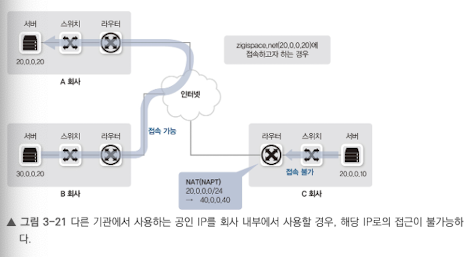 서버 스위치 라우터
20.0.0.20
A 회사
zigispace.net(20.0.0.20)에
접속하고자 하는 경우
인터넷
접속 가능
서버 스위치 라우터
30.0.0.20
B 회사
라우터 스위치 서버
접속 불가
20.0.0.10
C 회사
NAT(NAPT)
20.0.0.0/24
→ 40.0.0.40
▲ 그림 3-21 다른 기관에서 사용하는 공인 IP를 회사 내부에서 사용할 경우, 해당 IP로의 접근이 불가능하
다.